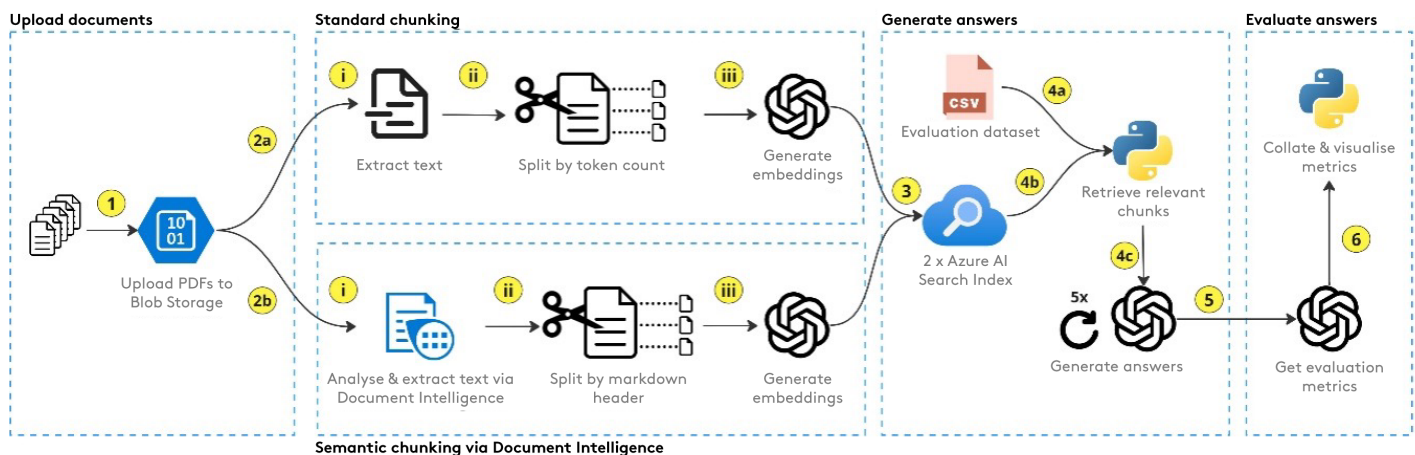 Upload documents
1
10
01
Upload PDFs to
Blob Storage
2a
2b
Standard chunking
i
Extract text
ii
Split by token count
iii
Generate
embeddings
i
Analyse & extract text via
Document Intelligence
ii
Split by markdown
header
iii
Generate
embeddings
Semantic chunking via Document Intelligence
Generate answers
3
CSV
Evaluation dataset
4a
4b
2 x Azure AI
Search Index
Retrieve relevant
chunks
4c
5x
Generate answers
5
Evaluate answers
Collate & visualise
metrics
6
Get evaluation
metrics